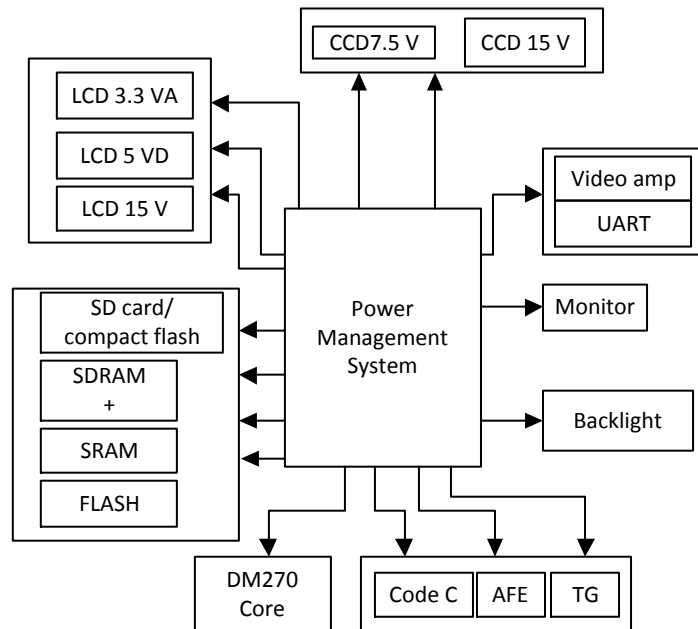 CCD7.5 V
CCD 15 V
LCD 3.3 VA
LCD 5 VD
LCD 15 V
Video amp
UART
Power
Management
System
Monitor
SD card/
compact flash
SDRAM
+
SRAM
FLASH
Backlight
DM270
Core
Code C
AFE
TG